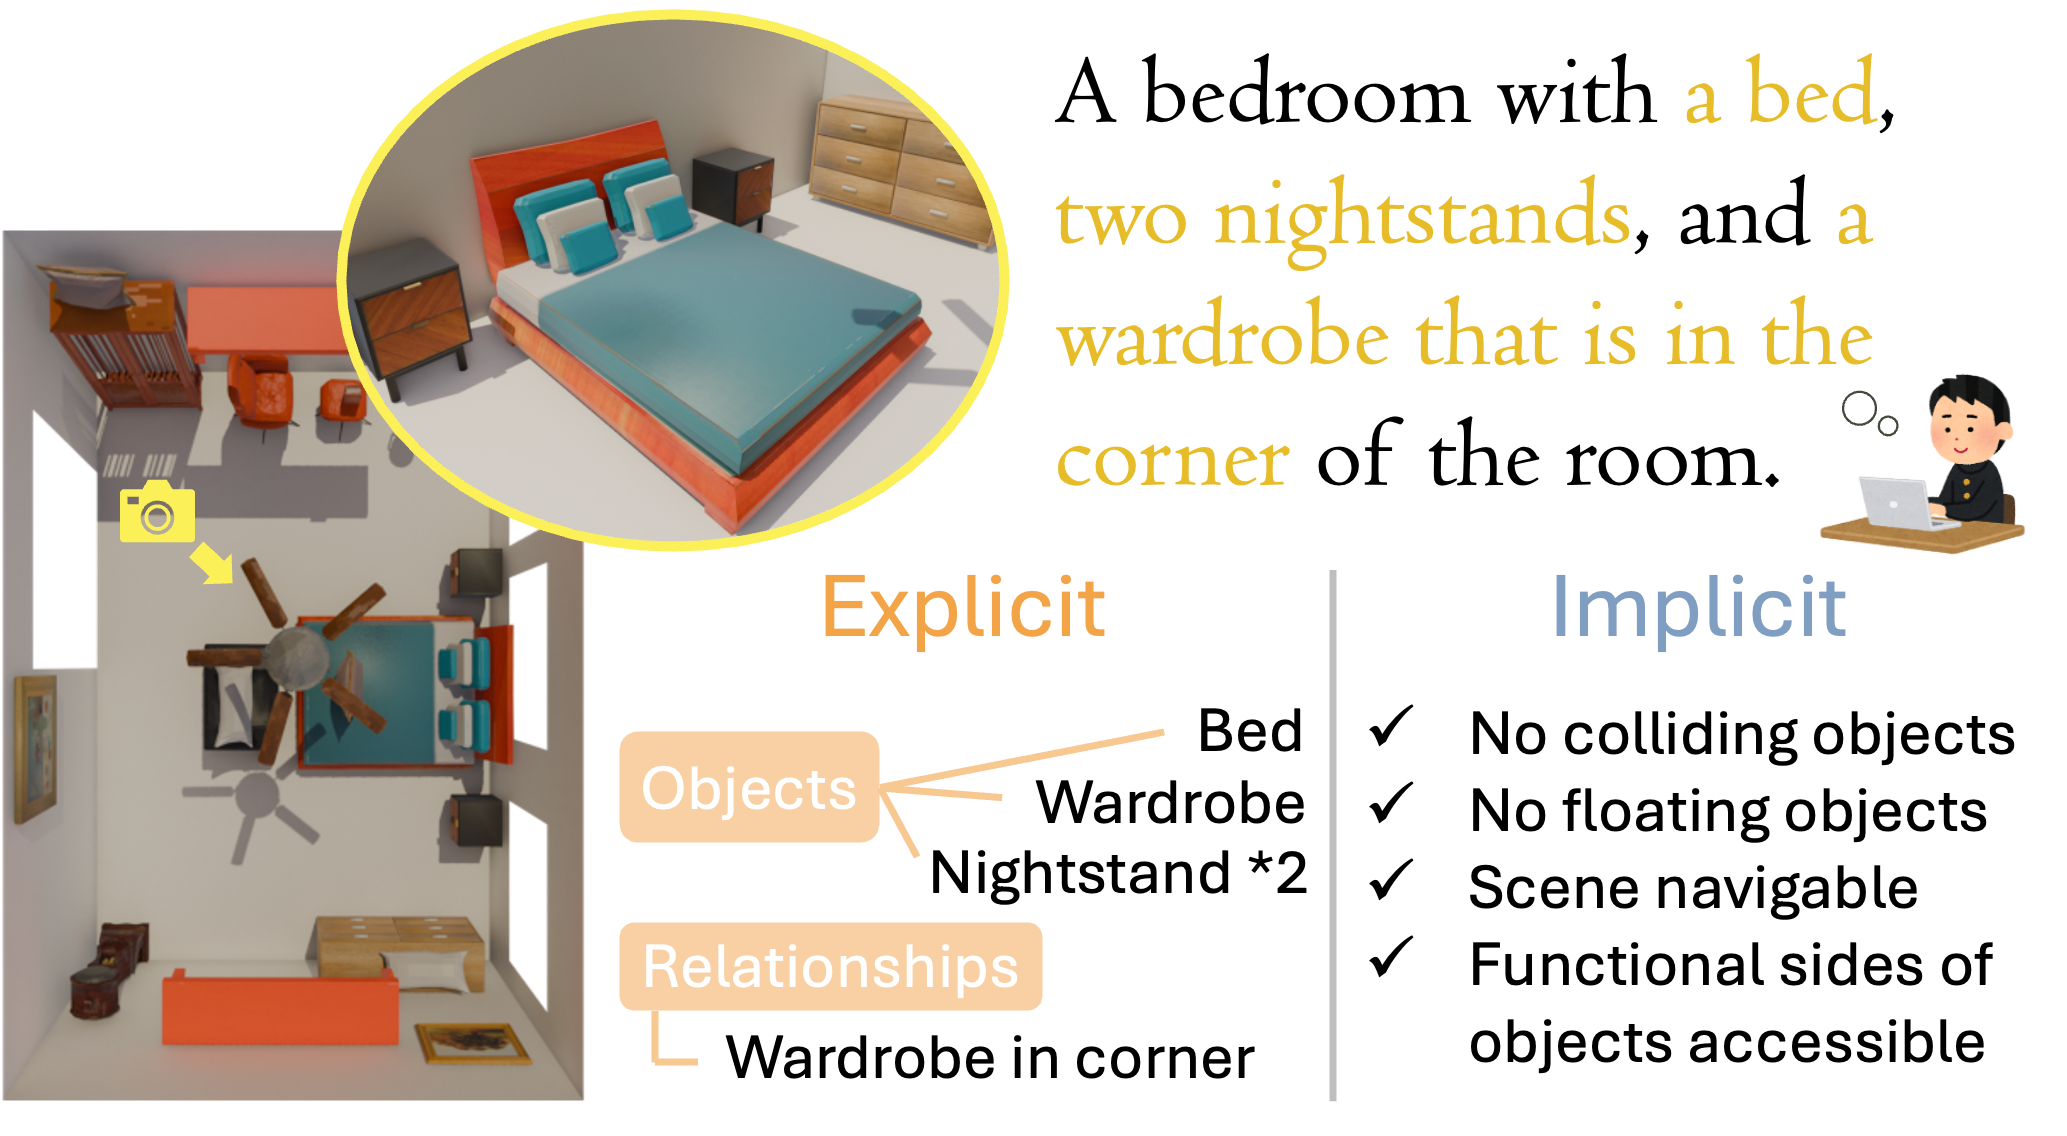 A bedroom with a bed,
two nightstands, and a
wardrobe that is in the
corner of the room.
Explicit
Objects
Bed
Wardrobe
Nightstand *2
Relationships
Wardrobe in corner
Implicit
✓ No colliding objects
✓ No floating objects
✓ Scene navigable
✓ Functional sides of
objects accessible